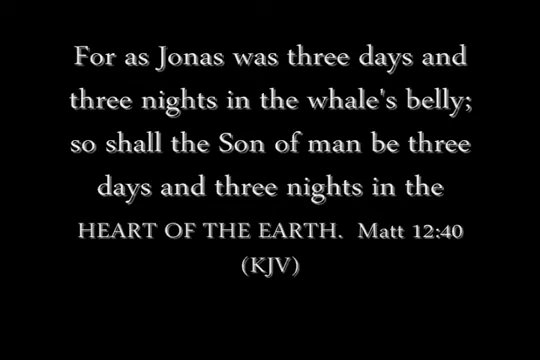 For as Jonas was three days and
three nights in the whale's belly;
so shall the Son of man be three
days and three nights in the
HEART OF THE EARTH. Matt 12:40
(KJV)